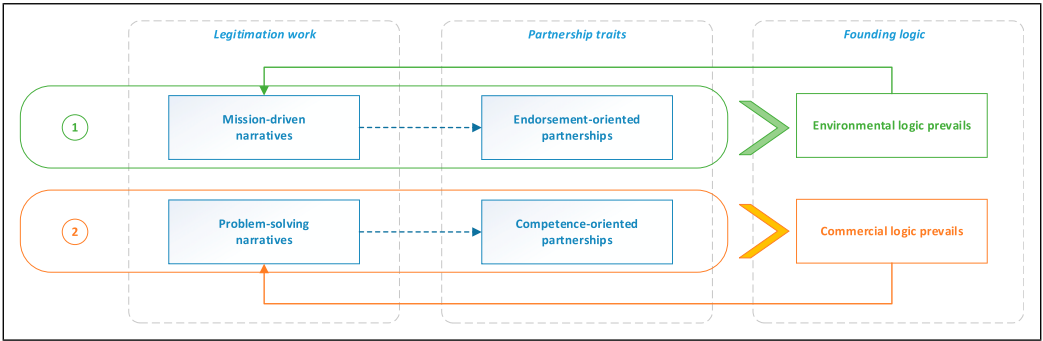 Legitimation work
Partnership traits
Founding logic
1
Mission-driven
narratives
Endorsement-oriented
partnerships
Environmental logic prevails
2
Problem-solving
narratives
Competence-oriented
partnerships
Commercial logic prevails